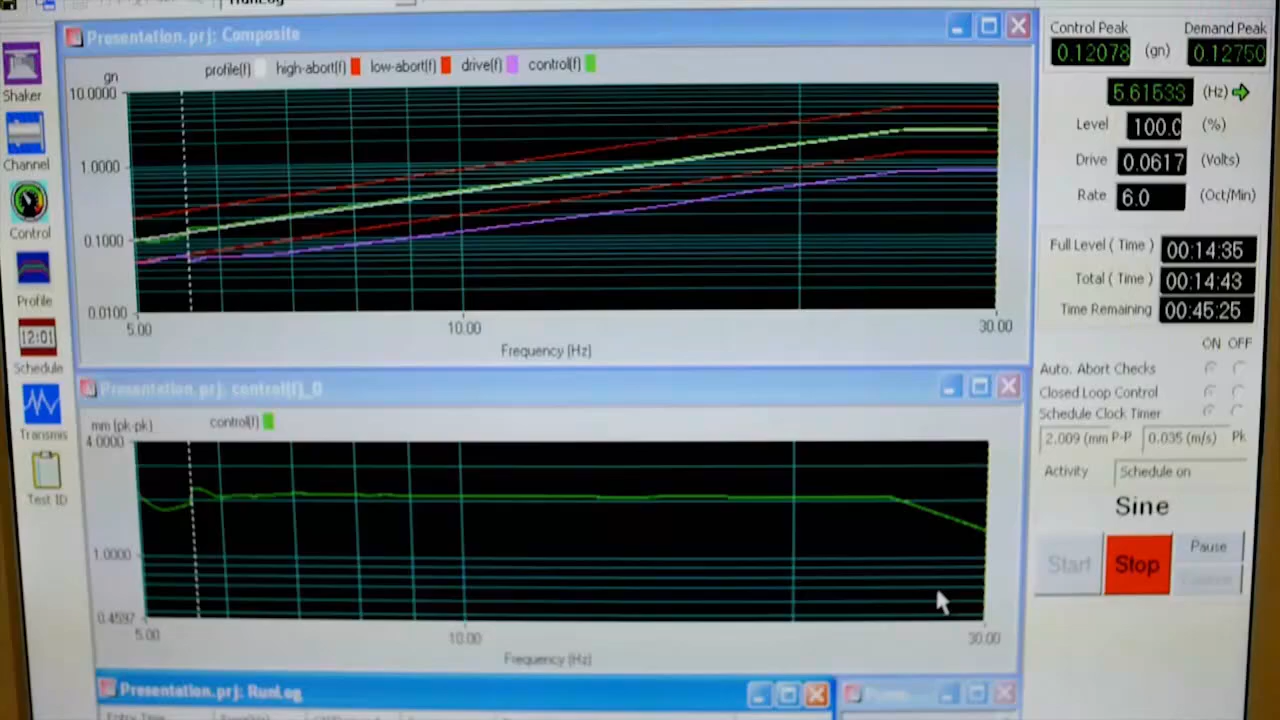 RunLog
Presentation.prj: Composite
Control Peak Demand Peak
0.12078 (gn) 0.12750
5.61533 (Hz)
Level 100.0 (%)
Drive 0.0617 (Volts)
Rate 6.0 (Oct/Min)
Full Level ( Time ) 00:14:35
Total ( Time ) 00:14:43
Time Remaining 00:45:25
ON OFF
Auto. Abort Checks
Closed Loop Control
Schedule Clock Timer
2.009 (mm P-P 0.035 (m/s) Pk
Activity Schedule on
Sine
Start Stop Pause
Shaker
Channel
Control
Profile
12:01
Schedule
Transmis
Test ID
gn profile(f) high-abort(f) low-abort(f) drive(f) control(f)
10.0000
1.0000
0.1000
0.0100
5.00 10.00 30.00
Frequency (Hz)
Presentation.prj: control(f)_0
mm (pk-pk) control(f)
4.0000
1.0000
0.4597
5.00 10.00 30.00
Frequency (Hz)
Presentation.prj: RunLog